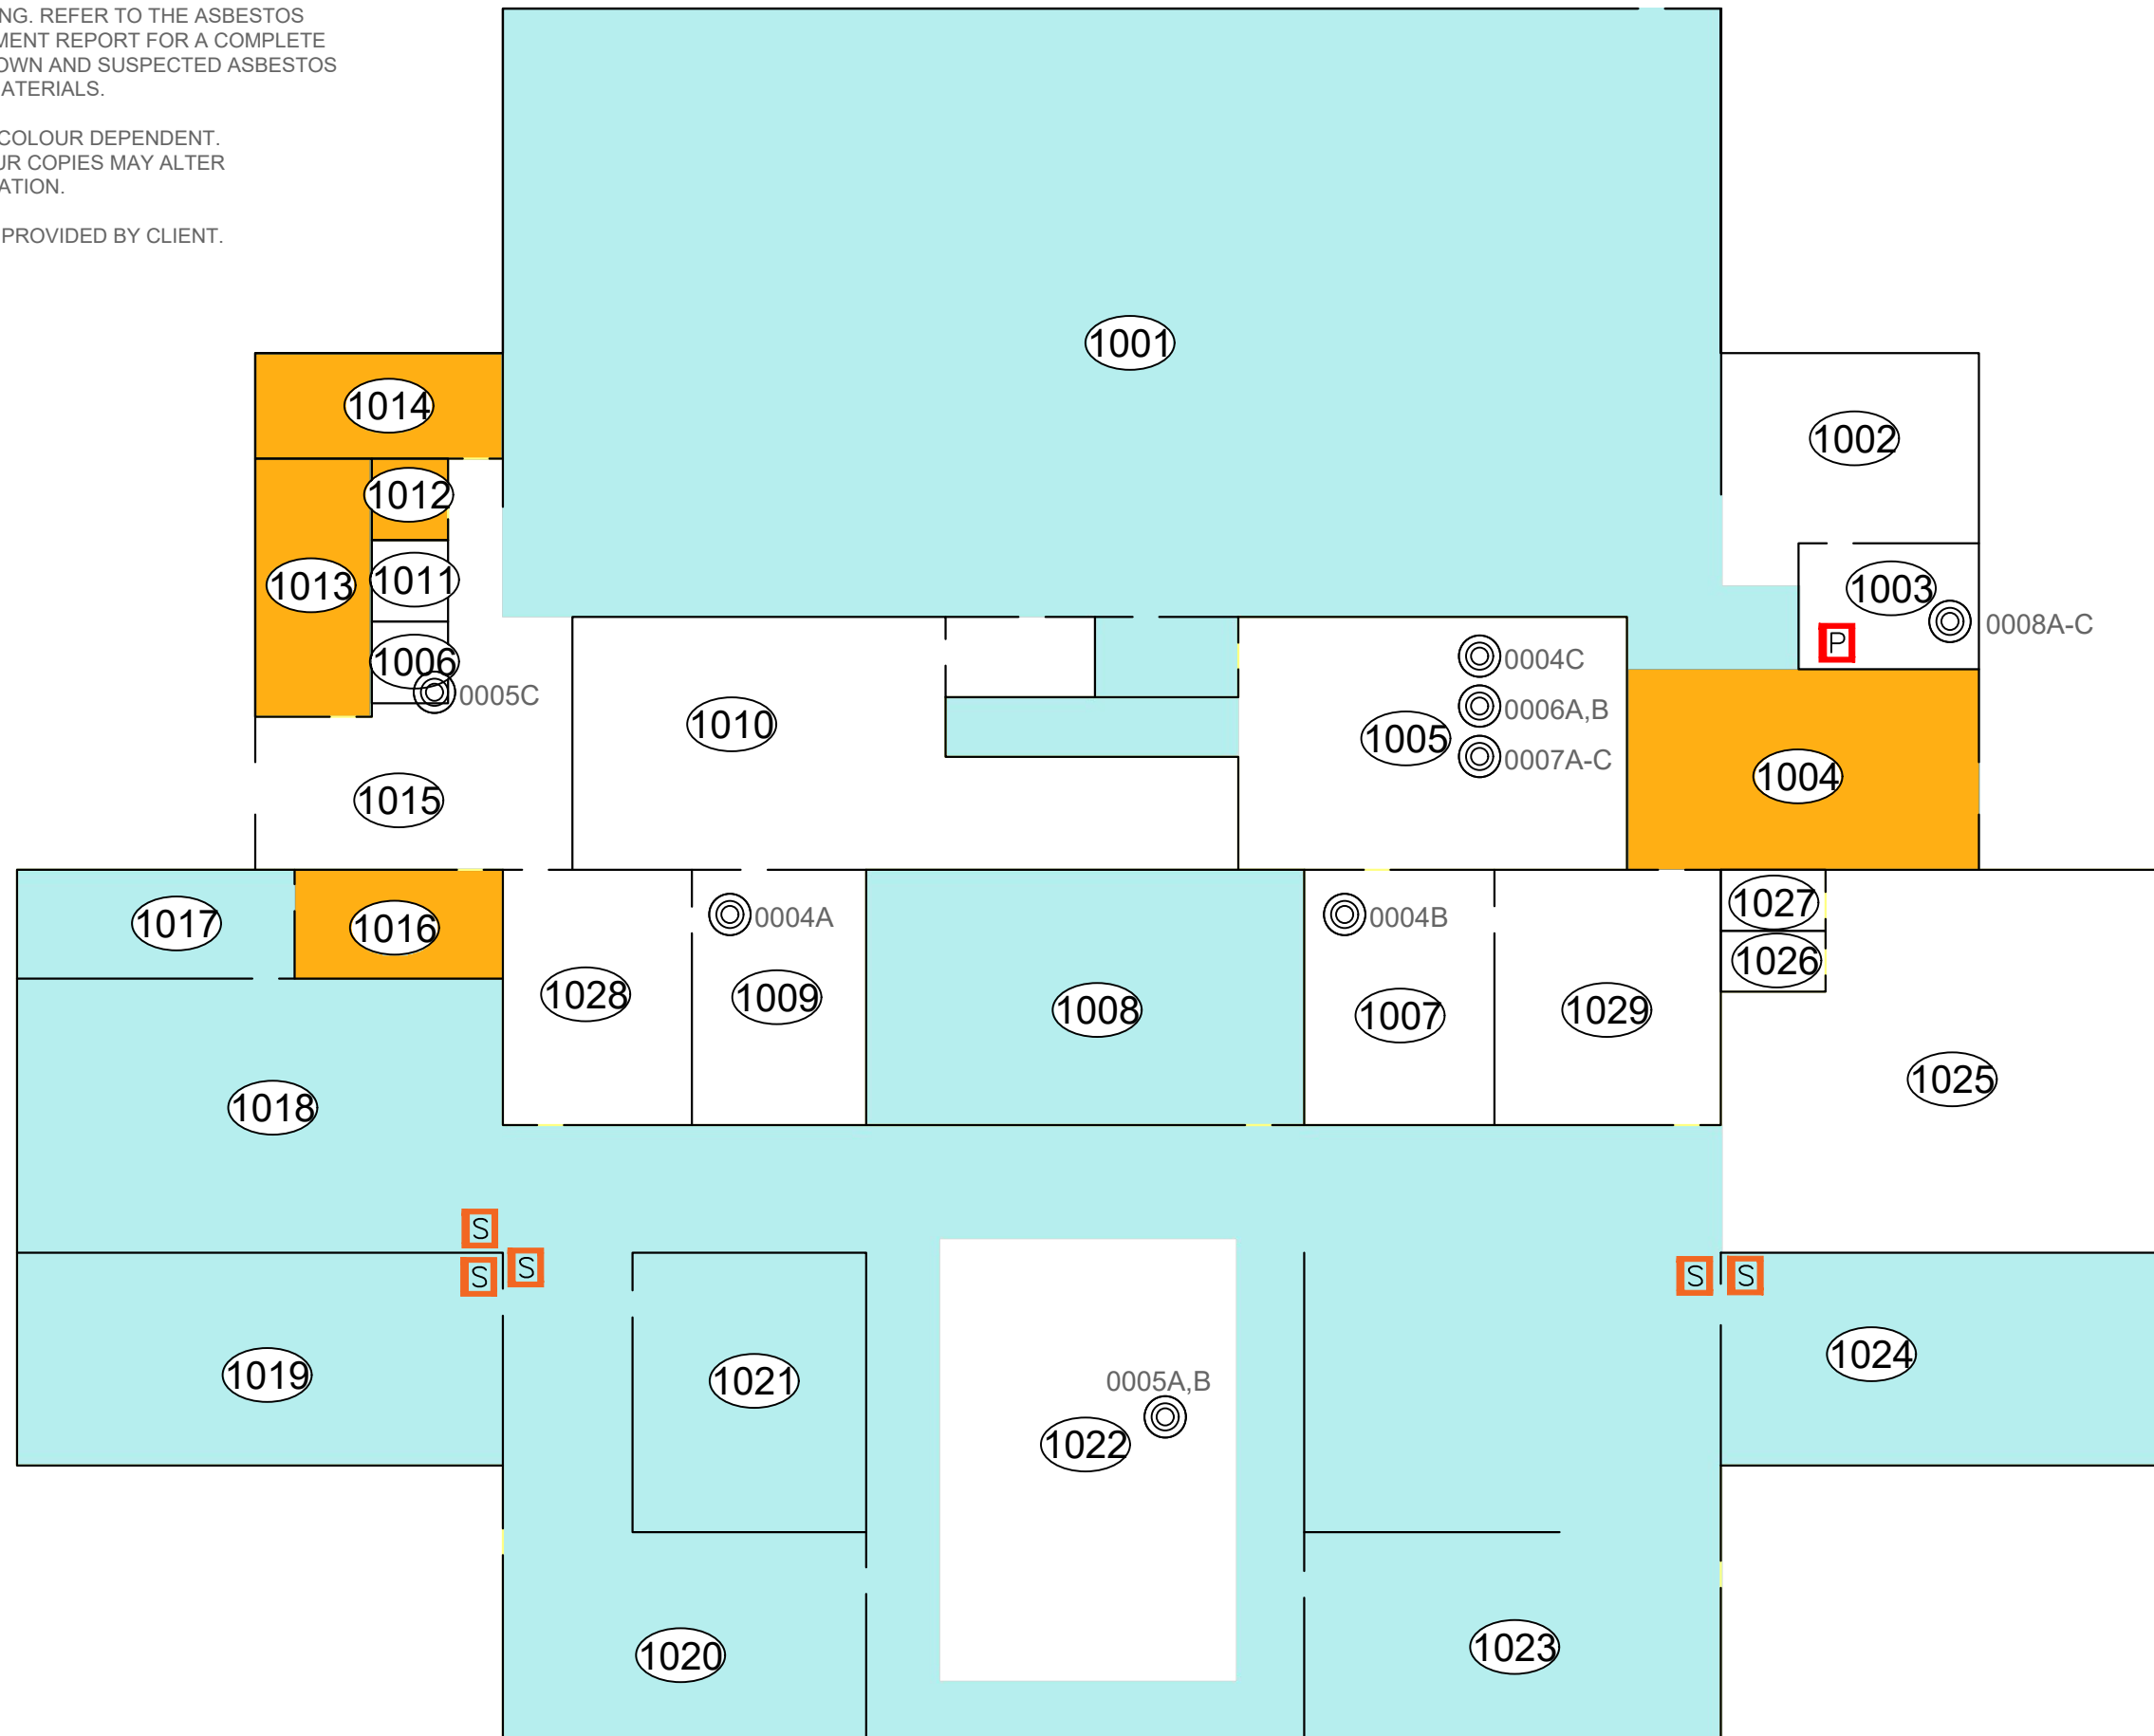 NG. REFER TO THE ASBESTOS
MENT REPORT FOR A COMPLETE
OWN AND SUSPECTED ASBESTOS
ATERIALS.
COLOUR DEPENDENT.
UR COPIES MAY ALTER
ATION.
PROVIDED BY CLIENT.
1001
1014
1002
1012
1011
1013
1003
0008A-C
P
1006
0005C
0004C
0006A,B
0007A-C
1010
1005
1004
1015
1027
1017
1016
0004A
0004B
1026
1028
1009
1008
1007
1029
1025
1018
S
S
S
S
S
1019
1021
0005A,B
1022
1024
1020
1023